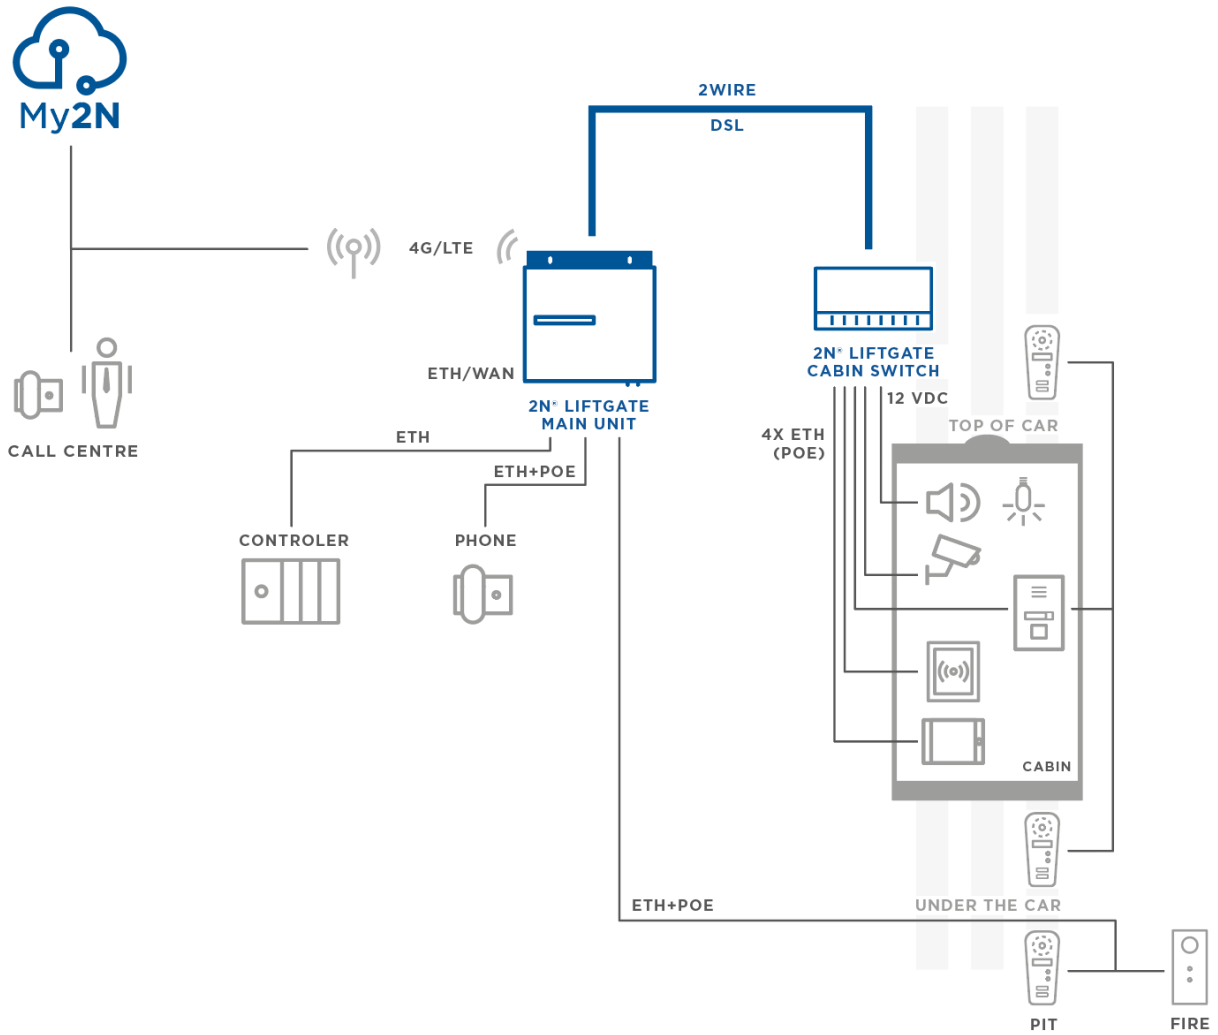 My2N
2WIRE
DSL
4G/LTE
2N® LIFTGATE
CABIN SWITCH
ETH/WAN
12 VDC
2N® LIFTGATE
MAIN UNIT
TOP OF CAR
4X ETH
(POE)
ETH
CALL CENTRE
ETH+POE
CONTROLER
PHONE
CABIN
ETH+POE
UNDER THE CAR
PIT
FIRE